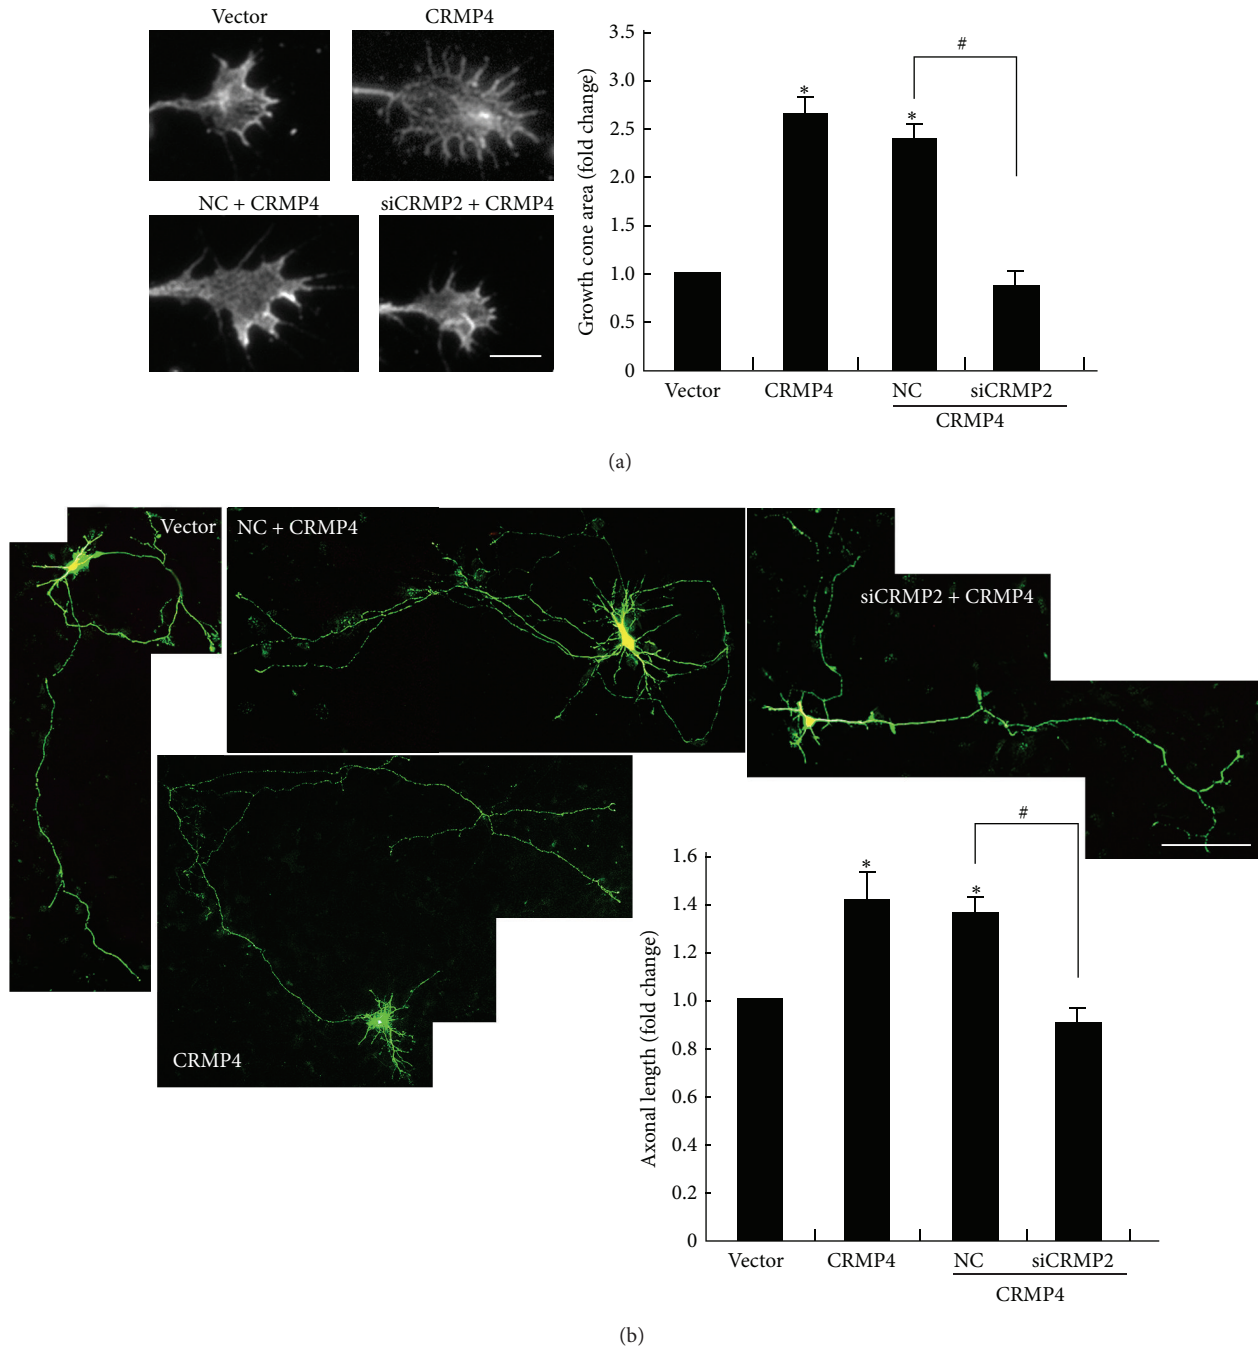 Vector
CRMP4
NC + CRMP4
siCRMP2 + CRMP4
Growth cone area (fold change)
3.5
3.0
2.5
2.0
1.5
1.0
0.5
0
*
*
#
Vector
CRMP4
NC
siCRMP2
CRMP4
(a)
Vector
NC + CRMP4
siCRMP2 + CRMP4
CRMP4
Axonal length (fold change)
1.6
1.4
1.2
1.0
0.8
0.6
0.4
0.2
0
*
*
#
Vector
CRMP4
NC
siCRMP2
CRMP4
(b)